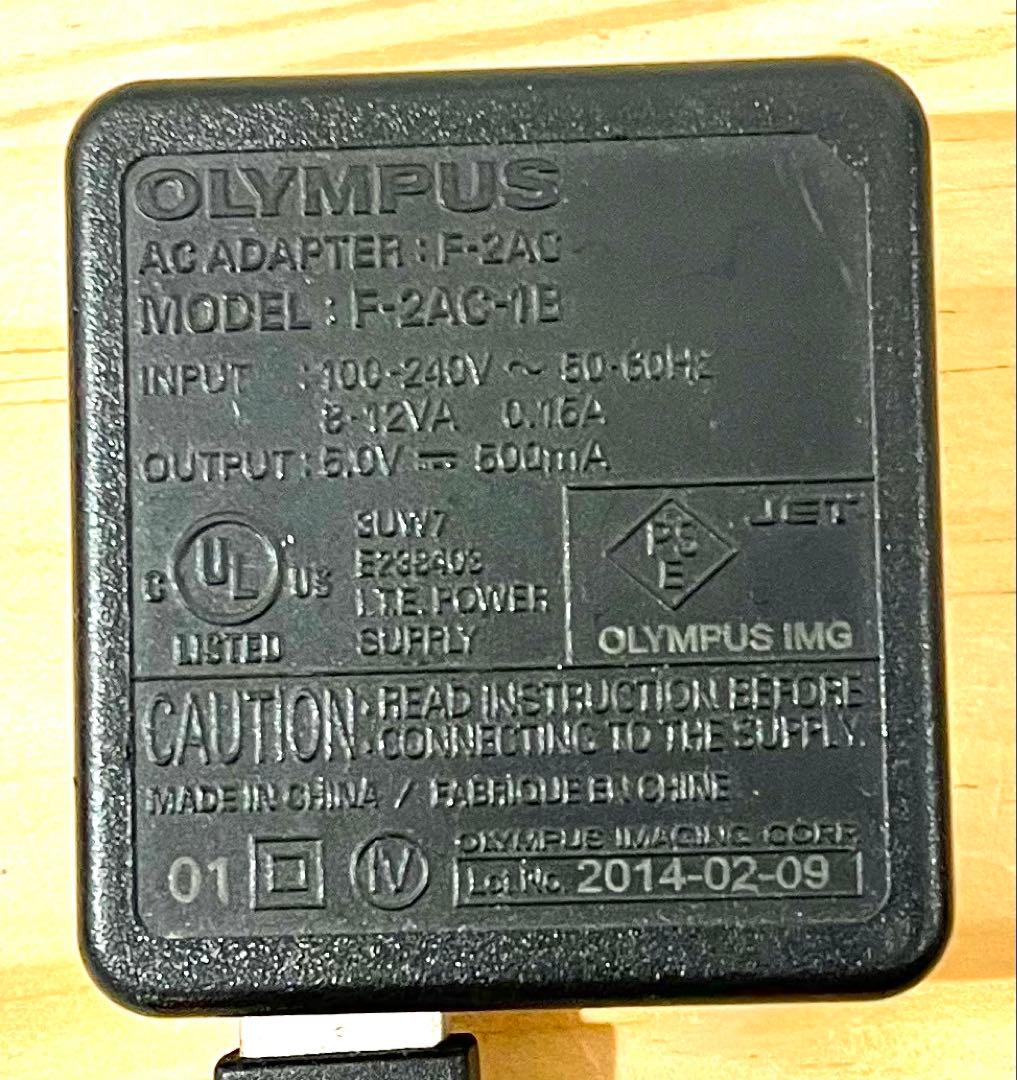 OLYMPUS
AC ADAPTER : F-2AC
MODEL : F-2AC-1B
INPUT : 100-240V ~ 50-60Hz
8-12VA 0.15A
OUTPUT : 5.0V ⎓ 500mA
C UL US
LISTED
3UW7
I.T.E. POWER
SUPPLY
PS
E
JET
OLYMPUS IMG
CAUTION : READ INSTRUCTION BEFORE
CONNECTING TO THE SUPPLY.
MADE IN CHINA / FABRIQUE EN CHINE
01 IV
OLYMPUS IMAGING CORP.
Lot.No. 2014-02-09